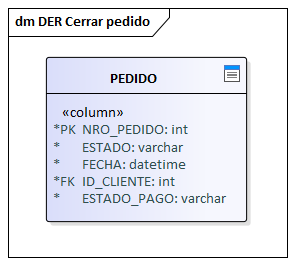 dm DER Cerrar pedido
PEDIDO
«column»
*PK NRO_PEDIDO: int
* ESTADO: varchar
* FECHA: datetime
*FK ID_CLIENTE: int
* ESTADO_PAGO: varchar